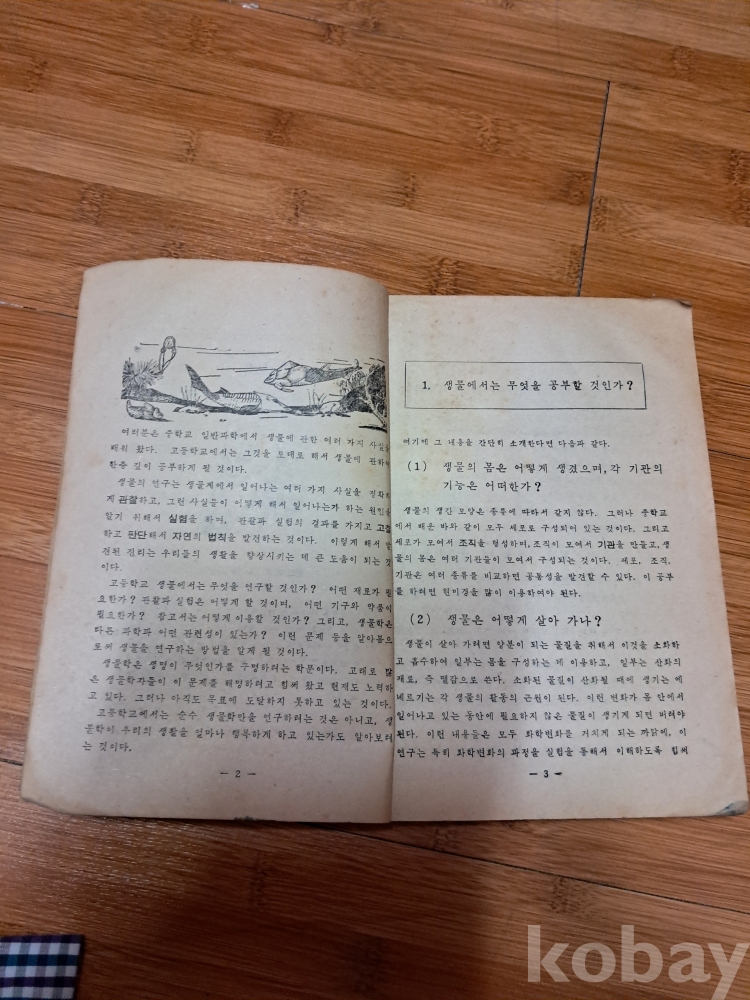 여러분은 중학교 일반과학에서 생물에 관한 여러 가지 사실을
배워 왔다. 고등학교에서는 그것을 토대로 해서 생물에 관하여
한층 깊이 공부하게 될 것이다.
생물의 연구는 생물계에서 일어나는 여러 가지 사실을 정확하
게 관찰하고, 그런 사실들이 어떻게 해서 일어나는가 하는 원인을
알기 위해서 실험을 하며, 관찰과 실험의 결과를 가지고 고찰
하고 판단해서 자연의 법칙을 발견하는 것이다. 이렇게 해서 발
견된 진리는 우리들의 생활을 향상시키는 데 큰 도움이 되는 것
이다.
고등학교 생물에서는 무엇을 연구할 것인가? 어떤 재료가 필
요한가? 관찰과 실험은 어떻게 할 것이며, 어떤 기구와 약품이
필요한가? 참고서는 어떻게 이용할 것인가? 그리고, 생물학은
다른 과학과 어떤 관련성이 있는가? 이런 문제 등을 알아봄으
로써 생물을 연구하는 방법을 알게 될 것이다.
생물학은 생명이 무엇인가를 구명하려는 학문이다. 고래로 많
은 생물학자들이 이 문제를 해명하려고 힘써 왔고 현재도 노력하
고 있다. 그러나 아직도 목표에 도달하지 못하고 있는 것이다.
고등학교에서는 순수 생물학만을 연구하려는 것은 아니고, 생
물학이 우리의 생활을 얼마나 행복하게 하고 있는가도 알아보려
는 것이다.
— 2 —
1. 생물에서는 무엇을 공부할 것인가?
여기에 그 내용을 간단히 소개한다면 다음과 같다.
(1) 생물의 몸은 어떻게 생겼으며, 각 기관의
기능은 어떠한가?
생물의 생긴 모양은 종류에 따라서 같지 않다. 그러나 중학교
에서 배운 바와 같이 모두 세포로 구성되어 있는 것이다. 그리고
세포가 모여서 조직을 형성하며, 조직이 모여서 기관을 만들고, 생
물의 몸은 여러 기관들이 모여서 구성되는 것이다. 세포, 조직,
기관은 여러 종류를 비교하면 공통성을 발견할 수 있다. 이 공부
를 하려면 현미경을 많이 이용하여야 된다.
(2) 생물은 어떻게 살아 가나?
생물이 살아 가려면 양분이 되는 물질을 취해서 이것을 소화하
고 흡수하여 일부는 몸을 구성하는 데 이용하고, 일부는 산화의
재료, 즉 땔감으로 쓴다. 소화된 물질이 산화될 때에 생기는 에
네르기는 각 생물의 활동의 근원이 된다. 이런 변화가 몸 안에서
일어나고 있는 동안에 필요하지 않은 물질이 생기게 되면 버려야
된다. 이런 내용들은 모두 화학변화를 거치게 되는 까닭에, 이
연구는 특히 화학변화의 과정을 실험을 통해서 이해하도록 힘써
— 3 —
kobay